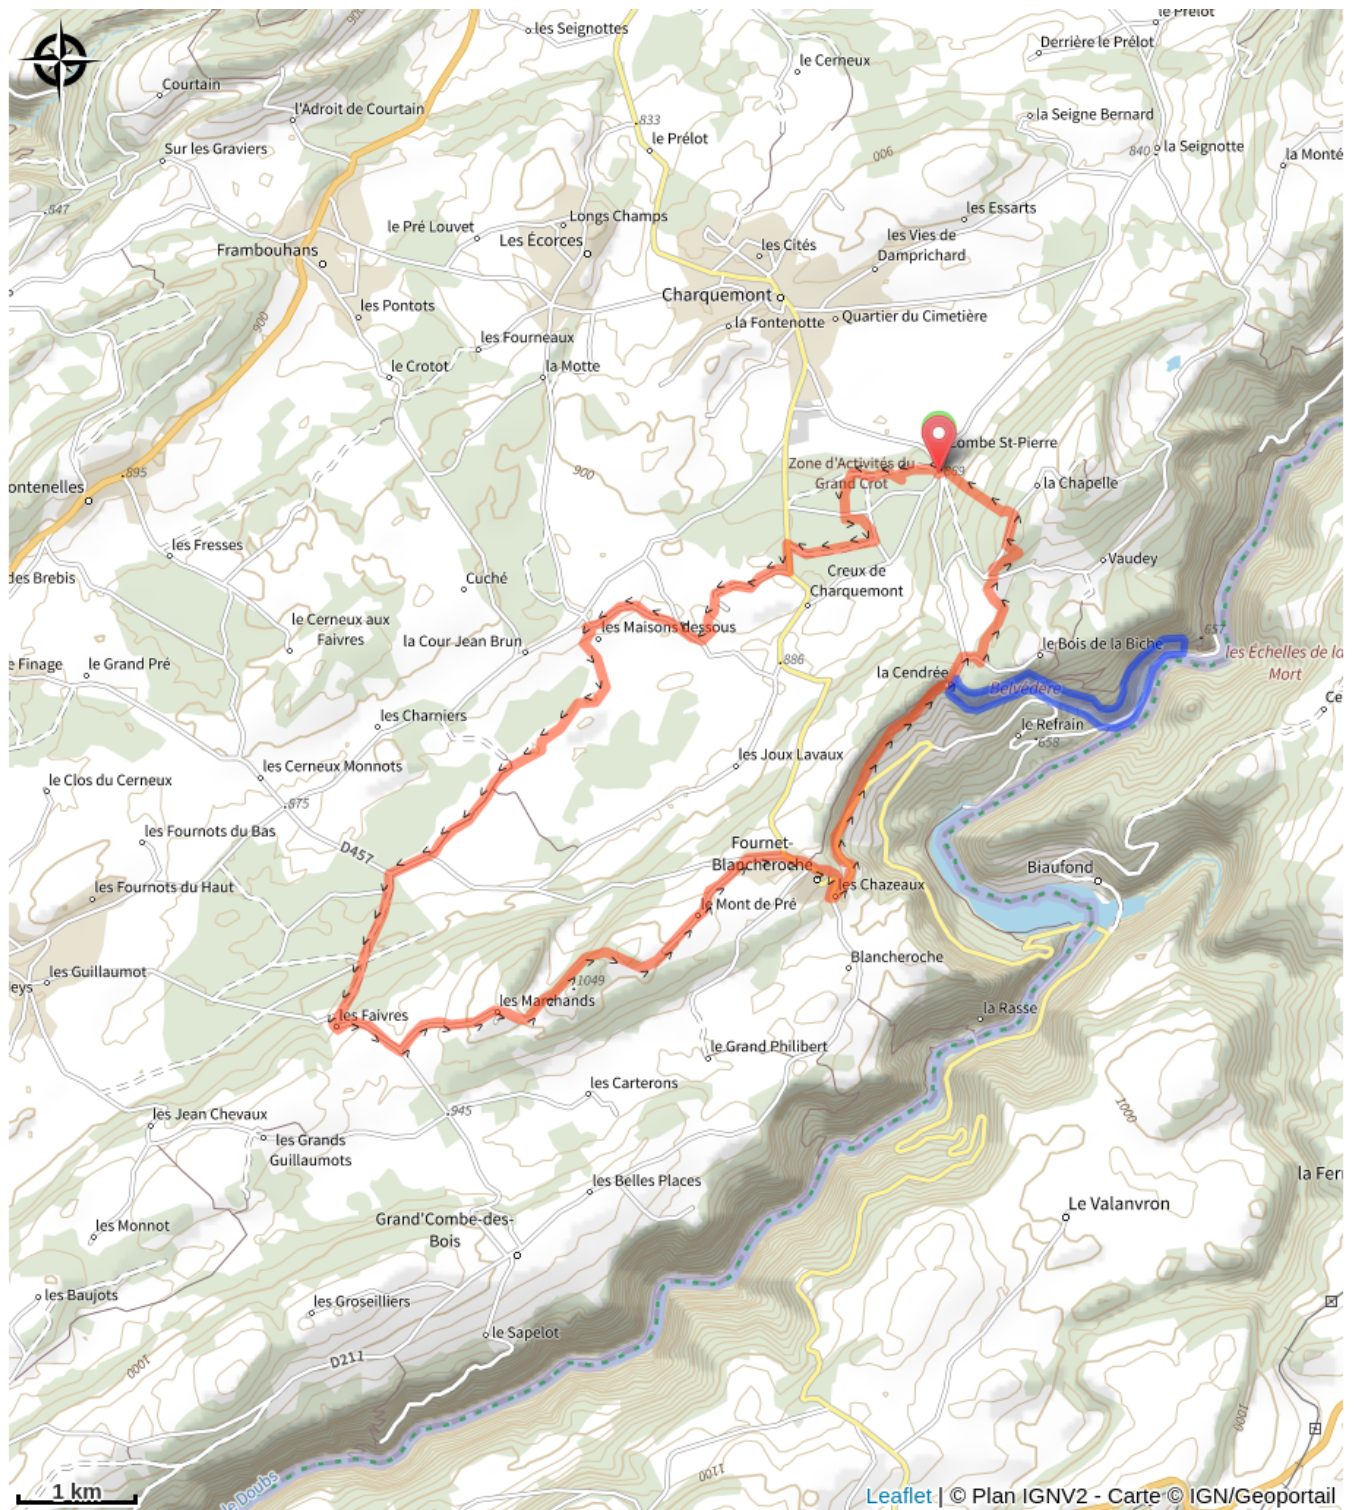 les Seignottes
le Prélot
Derrière le Prélot
le Cerneux
Courtain
l'Adroit de Courtain
900
833
la Seigne Bernard
le Prélot
Sur les Graviers
900
840
la Seignotte
la Monté
847
les Essarts
Longs Champs
le Pré Louvet
Les Écorces
les Cités
les Vies de
Damprichard
Frambouhans
Charquemont
les Pontots
la Fontenotte
Quartier du Cimetière
900
les Fourneaux
le Crotot
la Motte
ombe St-Pierre
Zone d'Activités du
Grand Crot
869
895
900
la Chapelle
ontenelles
les Fresses
Vaudey
des Brebis
Cuché
Creux de
Charquemont
le Cerneux aux
Faivres
les Maisons dessous
la Cour Jean Brun
657
le Bois de la Biche
les Échelles de la
Mort
e Finage
le Grand Pré
886
la Cendrée
Belvédère
Ce
les Charniers
le Refrain
658
les Joux Lavaux
les Cerneux Monnots
le Clos du Cerneux
875
les Fournots du Bas
D457
Fournet-
Blancheroche
Biaufond
les Fournots du Haut
les Chazeaux
le Mont de Pré
Blancheroche
les Guillaumot
eys
1049
les Marchands
la Rasse
les Faivres
le Grand Philibert
les Carterons
945
1000
les Jean Chevaux
les Grands
Guillaumots
la Fer
les Belles Places
Le Valanvron
les Monnot
Grand'Combe-des-
Bois
les Baujots
les Groseilliers
le Sapelot
D211
1000
1000
1100
le Doubs
1 km
Leaflet | © Plan IGNV2 - Carte © IGN/Geoportail